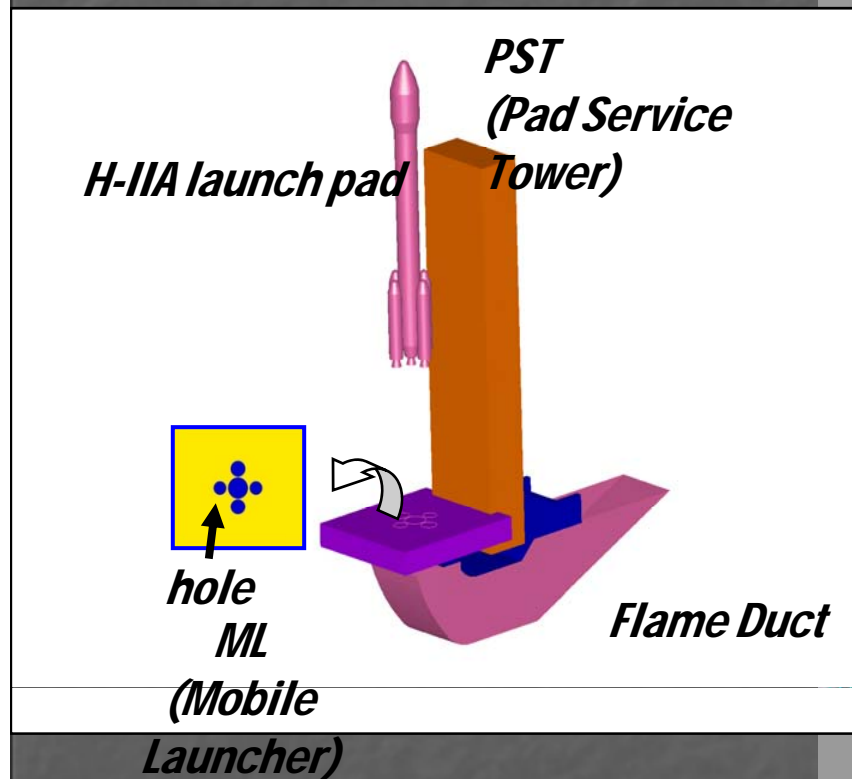 PST
(Pad Service
Tower)
H-IIA launch pad
hole
ML
(Mobile
Launcher)
Flame Duct